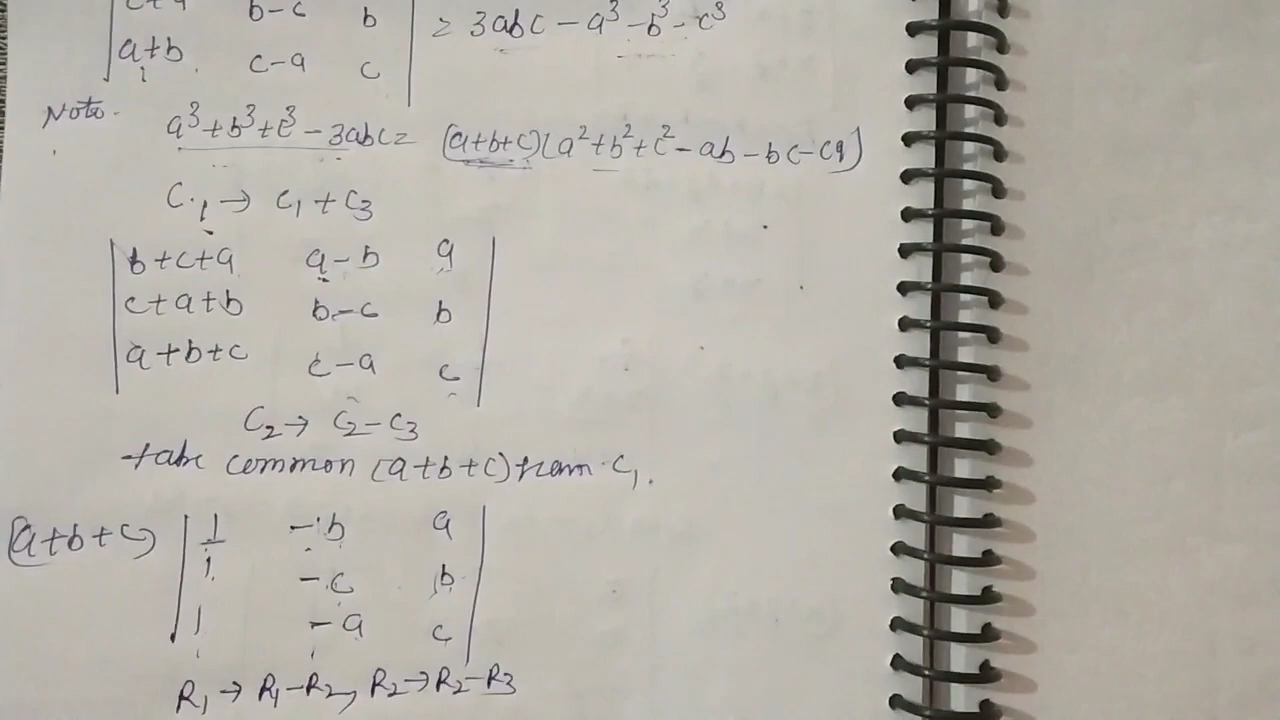 c+a b-c b
a+b c-a c = 3abc - a³ - b³ - c³
Note- a³+b³+c³-3abc = (a+b+c)(a²+b²+c²-ab-bc-ca)
C₁ → C₁+C₃
b+c+a a-b a
c+a+b b-c b
a+b+c c-a c
C₂ → C₂-C₃
take common (a+b+c) from C₁.
(a+b+c) 1 -b a
1 -c b
1 -a c
R₁ → R₁-R₂, R₂ → R₂-R₃